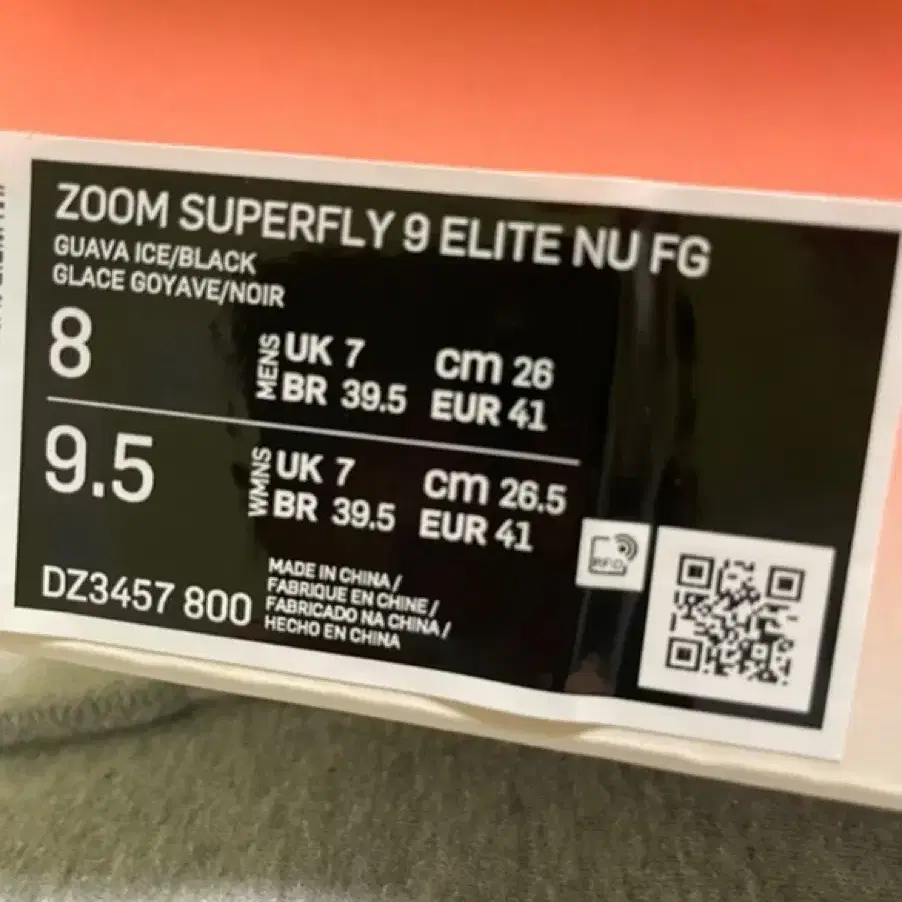 ZOOM SUPERFLY 9 ELITE NU FG
GUAVA ICE/BLACK
GLACE GOYAVE/NOIR
8
MENS
UK 7 cm 26
BR 39.5 EUR 41
9.5
WMNS
UK 7 cm 26.5
BR 39.5 EUR 41
DZ3457 800
MADE IN CHINA/
FABRIQUE EN CHINE/
FABRICADO NA CHINA/
HECHO EN CHINA
RFID